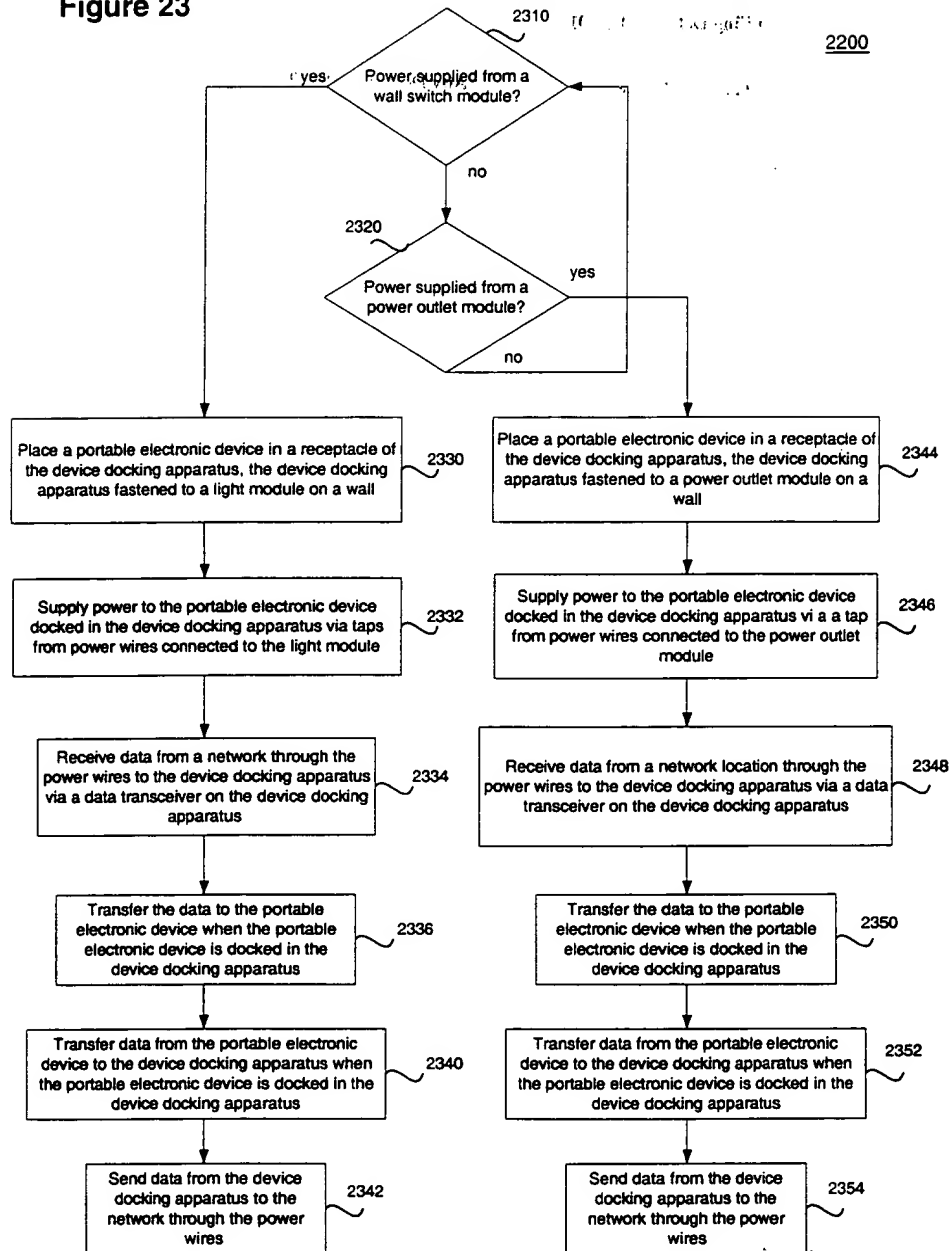 Figure 23
2310
2200
yes
Power supplied from a
wall switch module?
no
2320
yes
Power supplied from a
power outlet module?
no
Place a portable electronic device in a receptacle of
the device docking apparatus, the device docking
apparatus fastened to a light module on a wall
2330
Place a portable electronic device in a receptacle of
the device docking apparatus, the device docking
apparatus fastened to a power outlet module on a
wall
2344
Supply power to the portable electronic device
docked in the device docking apparatus via taps
from power wires connected to the light module
2332
Supply power to the portable electronic device
docked in the device docking apparatus vi a a tap
from power wires connected to the power outlet
module
2346
Receive data from a network through the
power wires to the device docking apparatus
via a data transceiver on the device docking
apparatus
2334
Receive data from a network location through the
power wires to the device docking apparatus via a data
transceiver on the device docking apparatus
2348
Transfer the data to the portable
electronic device when the portable
electronic device is docked in the
device docking apparatus
2336
Transfer the data to the portable
electronic device when the portable
electronic device is docked in the
device docking apparatus
2350
Transfer data from the portable electronic
device to the device docking apparatus when
the portable electronic device is docked in the
device docking apparatus
2340
Transfer data from the portable electronic
device to the device docking apparatus when
the portable electronic device is docked in the
device docking apparatus
2352
Send data from the device
docking apparatus to the
network through the power
wires
2342
Send data from the device
docking apparatus to the
network through the power
wires
2354